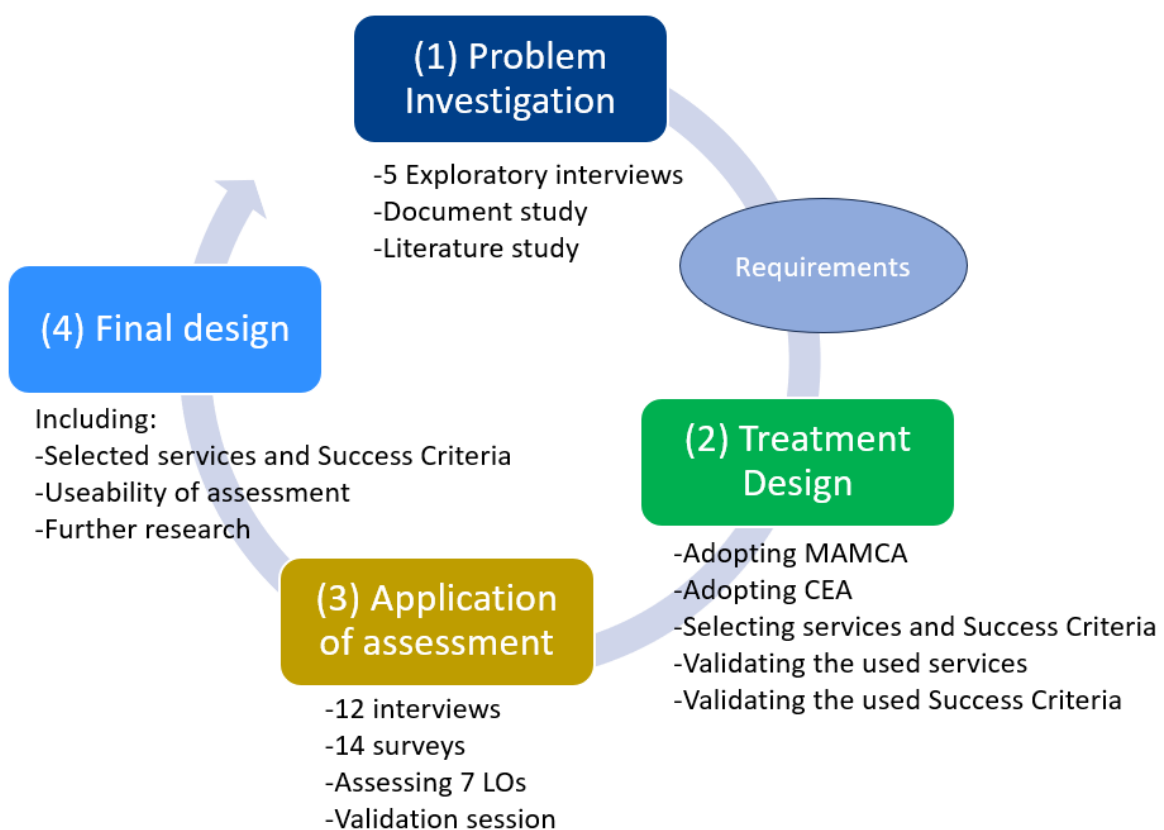 (1) Problem
Investigation
-5 Exploratory interviews
-Document study
-Literature study
Requirements
(2) Treatment
Design
-Adopting MAMCA
-Adopting CEA
-Selecting services and Success Criteria
-Validating the used services
-Validating the used Success Criteria
(3) Application
of assessment
-12 interviews
-14 surveys
-Assessing 7 LOs
-Validation session
(4) Final design
Including:
-Selected services and Success Criteria
-Useability of assessment
-Further research